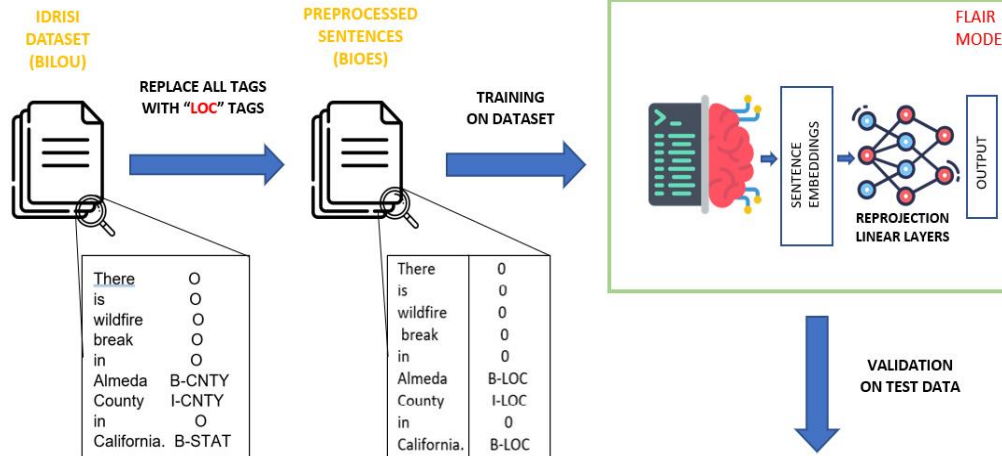 IDRISI
DATASET
(BILOU)
REPLACE ALL TAGS
WITH “LOC” TAGS
PREPROCESSED
SENTENCES
(BIOES)
TRAINING
ON DATASET
FLAIR
MODE
SENTENCE
EMBEDDINGS
REPROJECTION
LINEAR LAYERS
OUTPUT
There O
is O
wildfire O
break O
in O
Almeda B-CNTY
County I-CNTY
in O
California. B-STAT
There 0
is 0
wildfire 0
break 0
in 0
Almeda B-LOC
County I-LOC
in 0
California. B-LOC
VALIDATION
ON TEST DATA